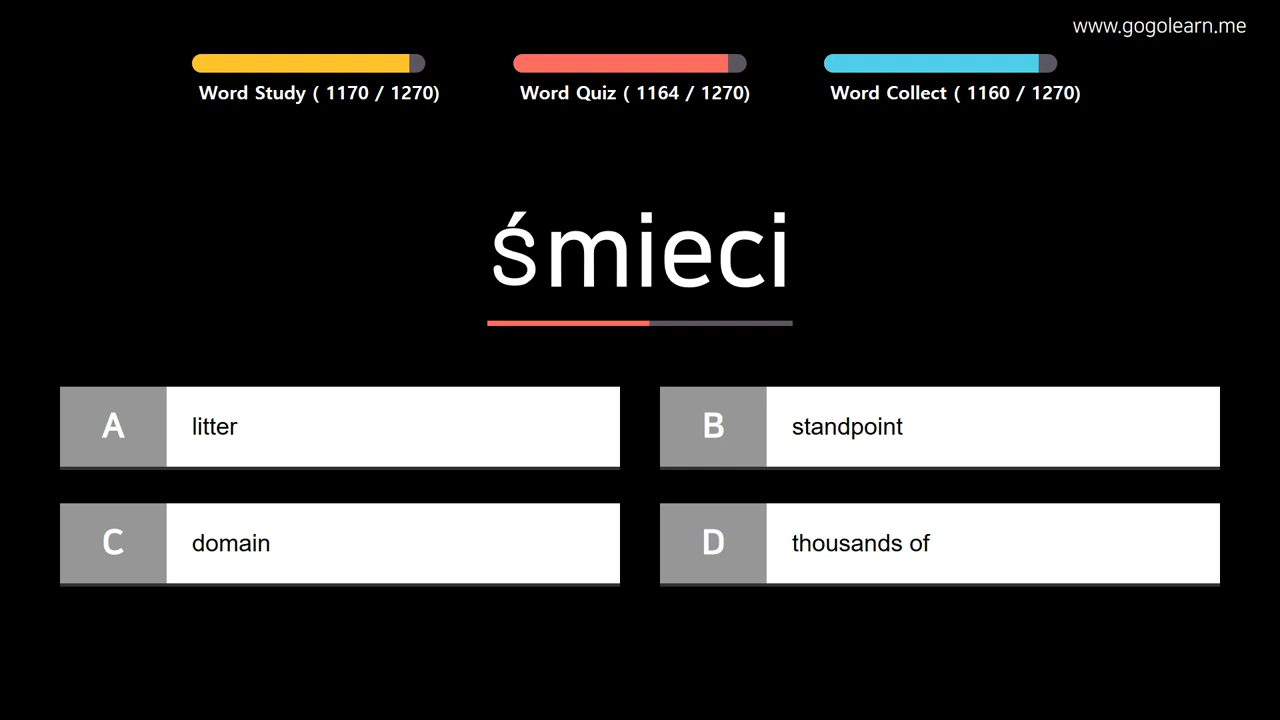 www.gogolearn.me
Word Study ( 1170 / 1270)
Word Quiz ( 1164 / 1270)
Word Collect ( 1160 / 1270)
śmieci
A litter
B standpoint
C domain
D thousands of